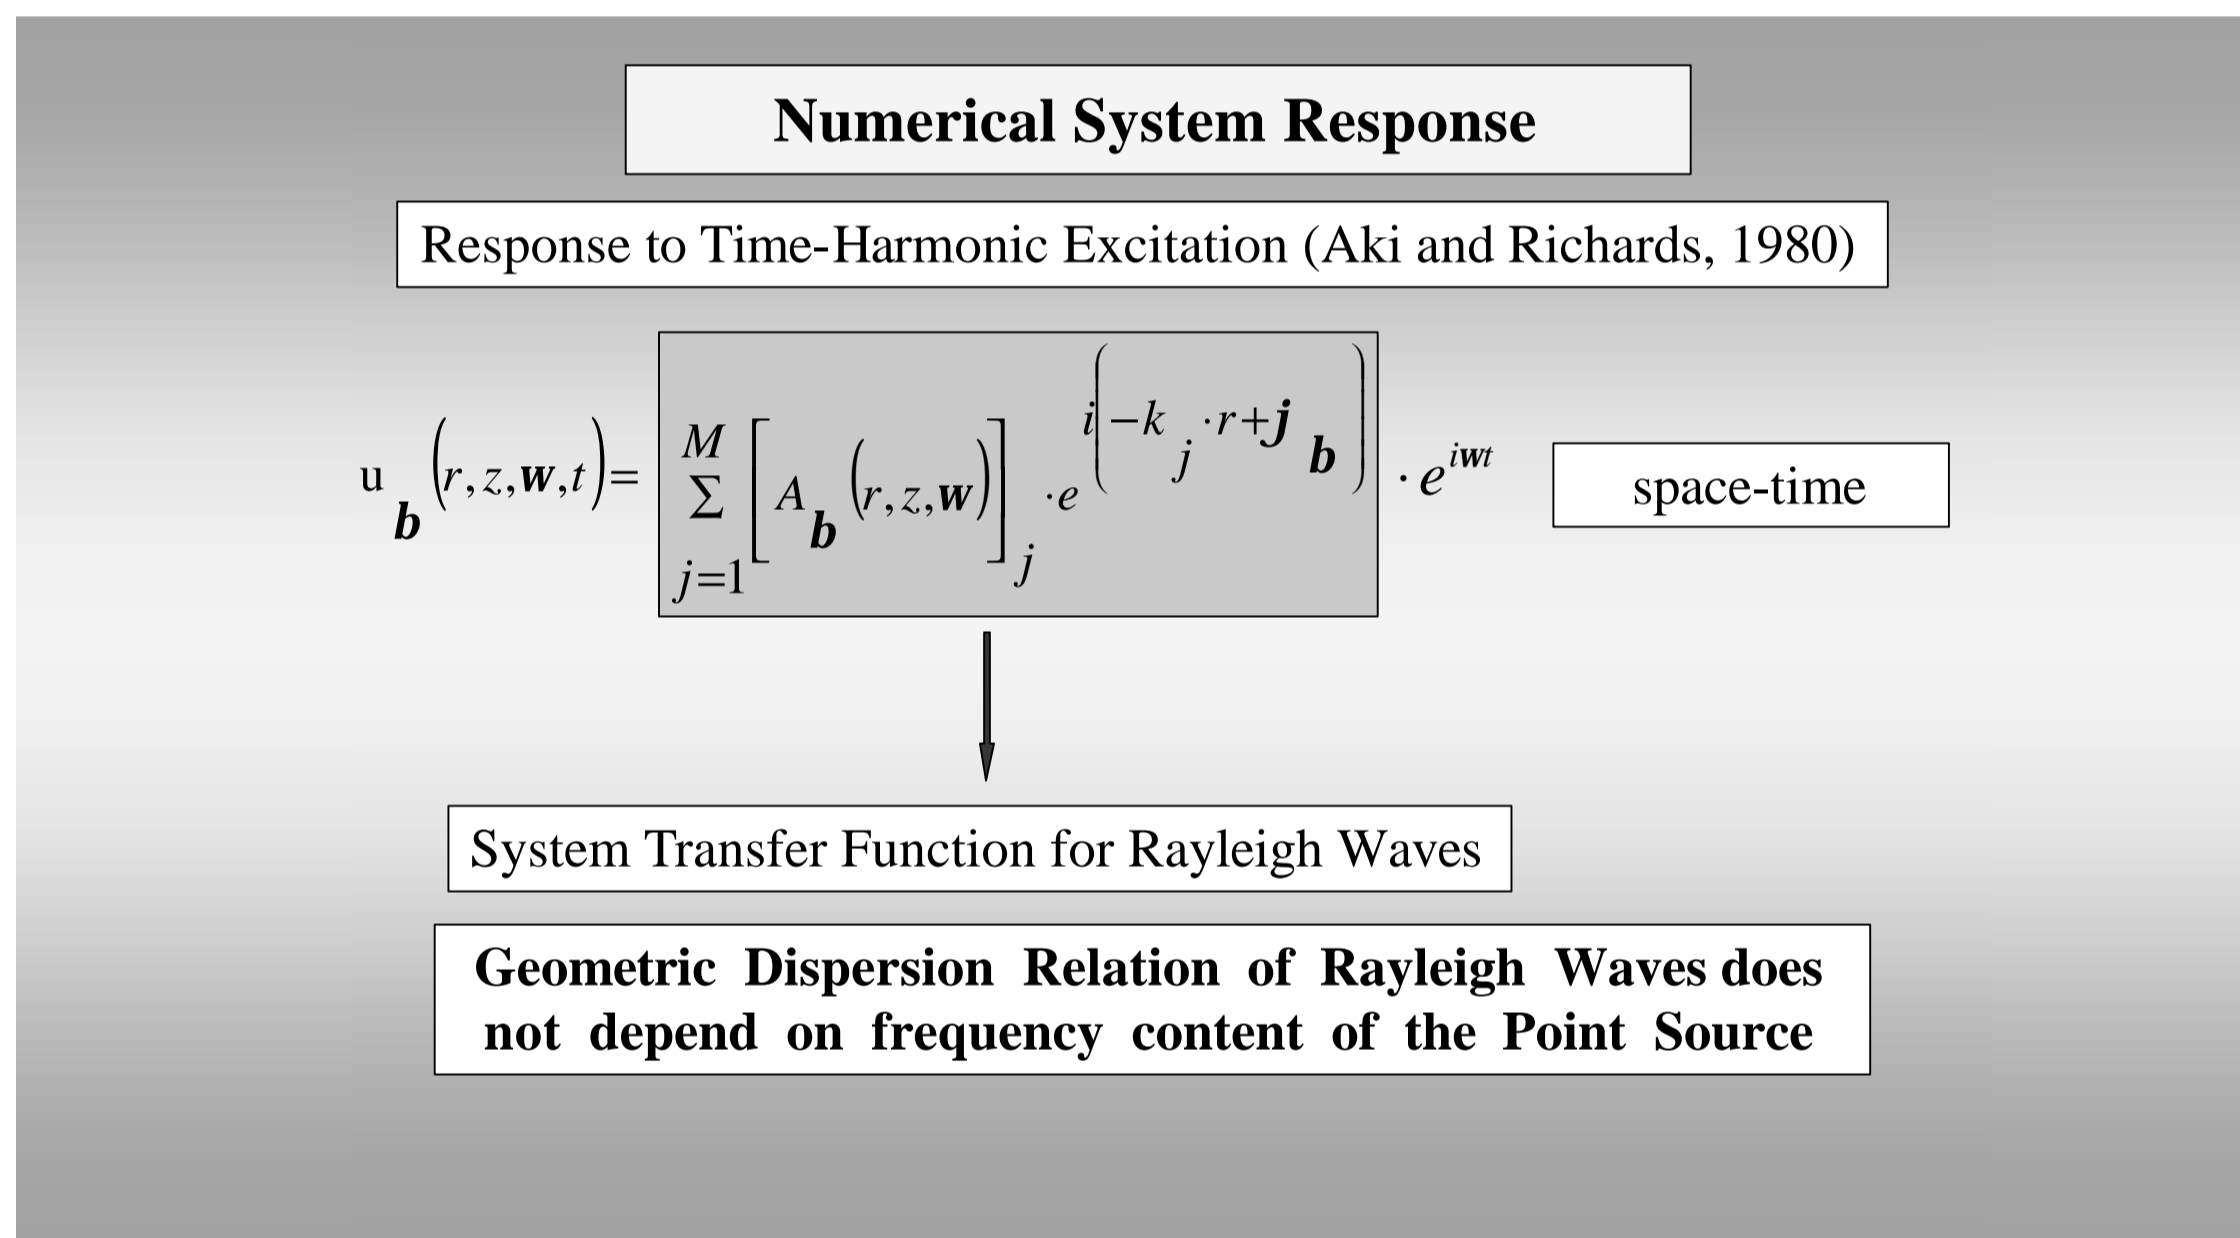 Numerical System Response
Response to Time-Harmonic Excitation (Aki and Richards, 1980)
u_b (r, z, w, t) = Σ_{j=1}^{M} [A_b (r, z, w)]_j · e^{i(−k_j · r + j_b)} · e^{iwt}
space-time
System Transfer Function for Rayleigh Waves
Geometric Dispersion Relation of Rayleigh Waves does
not depend on frequency content of the Point Source